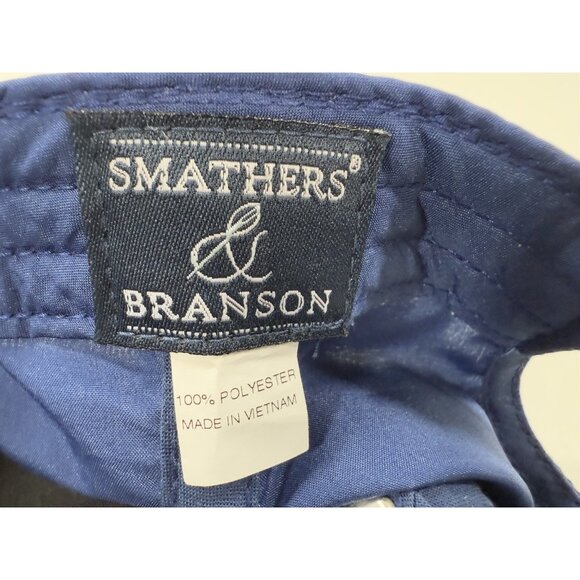 SMATHERS®
&
BRANSON
100% POLYESTER
MADE IN VIETNAM